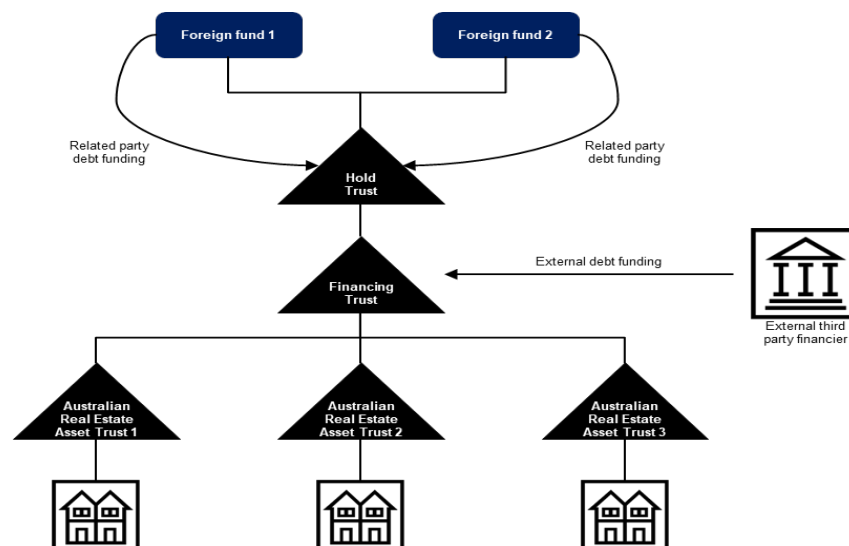 Foreign fund 1
Foreign fund 2
Related party
debt funding
Related party
debt funding
Hold
Trust
External debt funding
Financing
Trust
External third
party financier
Australian
Real Estate
Asset Trust 1
Australian
Real Estate
Asset Trust 2
Australian
Real Estate
Asset Trust 3